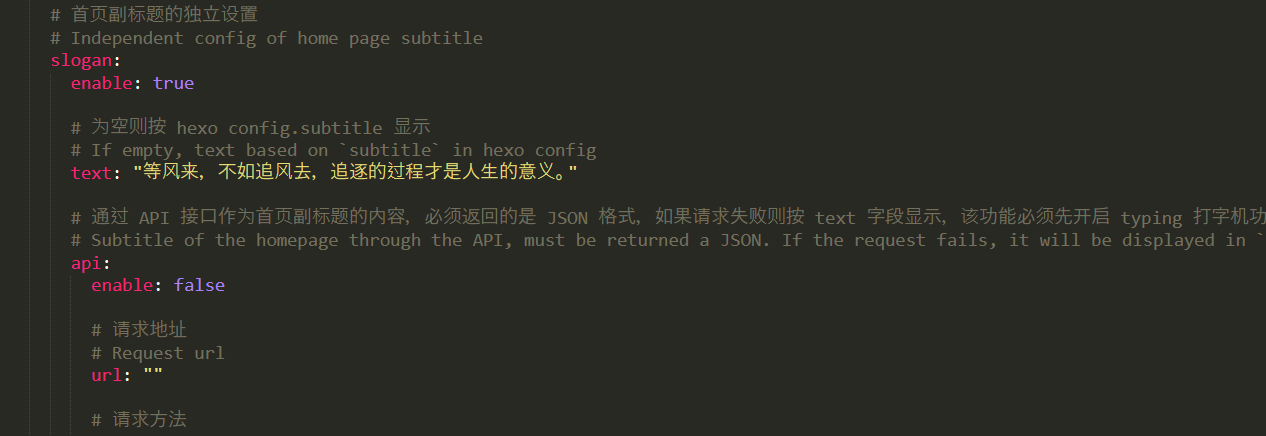 # 首页副标题的独立设置
# Independent config of home page subtitle
slogan:
enable: true
# 为空则按 hexo config.subtitle 显示
# If empty, text based on `subtitle` in hexo config
text: "等风来，不如追风去，追逐的过程才是人生的意义。"
# 通过 API 接口作为首页副标题的内容，必须返回的是 JSON 格式，如果请求失败则按 text 字段显示，该功能必须先开启 typing 打字机功
# Subtitle of the homepage through the API, must be returned a JSON. If the request fails, it will be displayed in `
api:
enable: false
# 请求地址
# Request url
url: ""
# 请求方法